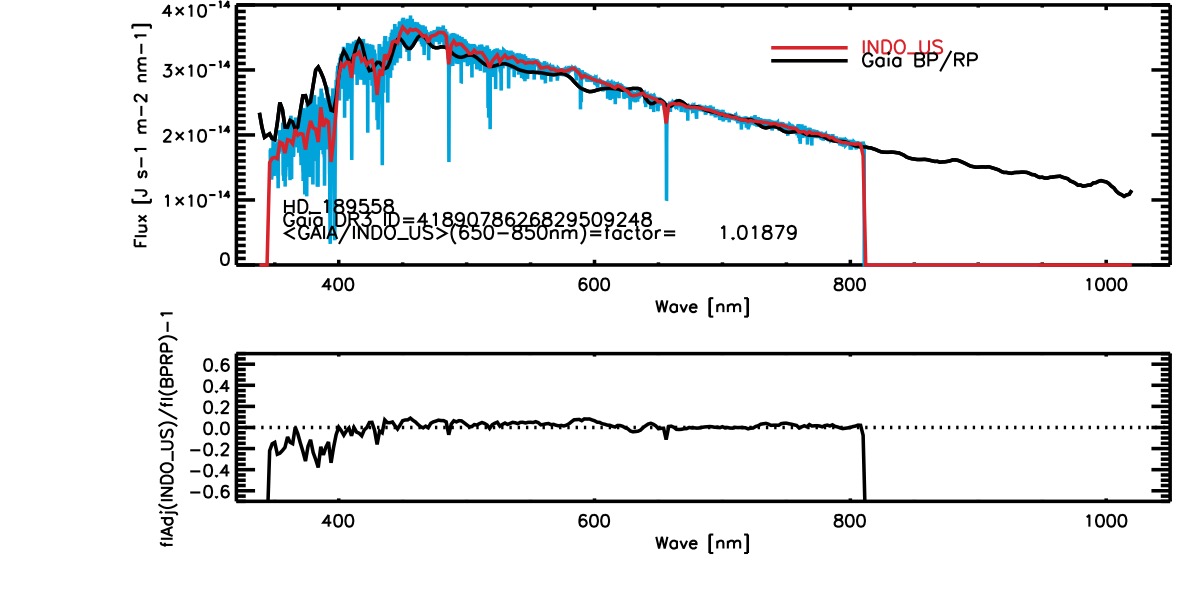 4×10⁻¹⁴
3×10⁻¹⁴
2×10⁻¹⁴
1×10⁻¹⁴
0
Flux [J s−1 m−2 nm−1]
INDO_US
Gaia BP/RP
HD_189558
Gaia DR3 ID=4189078626829509248
<GAIA/INDO_US>(650−850nm)=factor= 1.01879
400 600 800 1000
Wave [nm]
flAdj(INDO_US)/fl(BPRP)−1
0.6
0.4
0.2
0.0
−0.2
−0.4
−0.6
400 600 800 1000
Wave [nm]